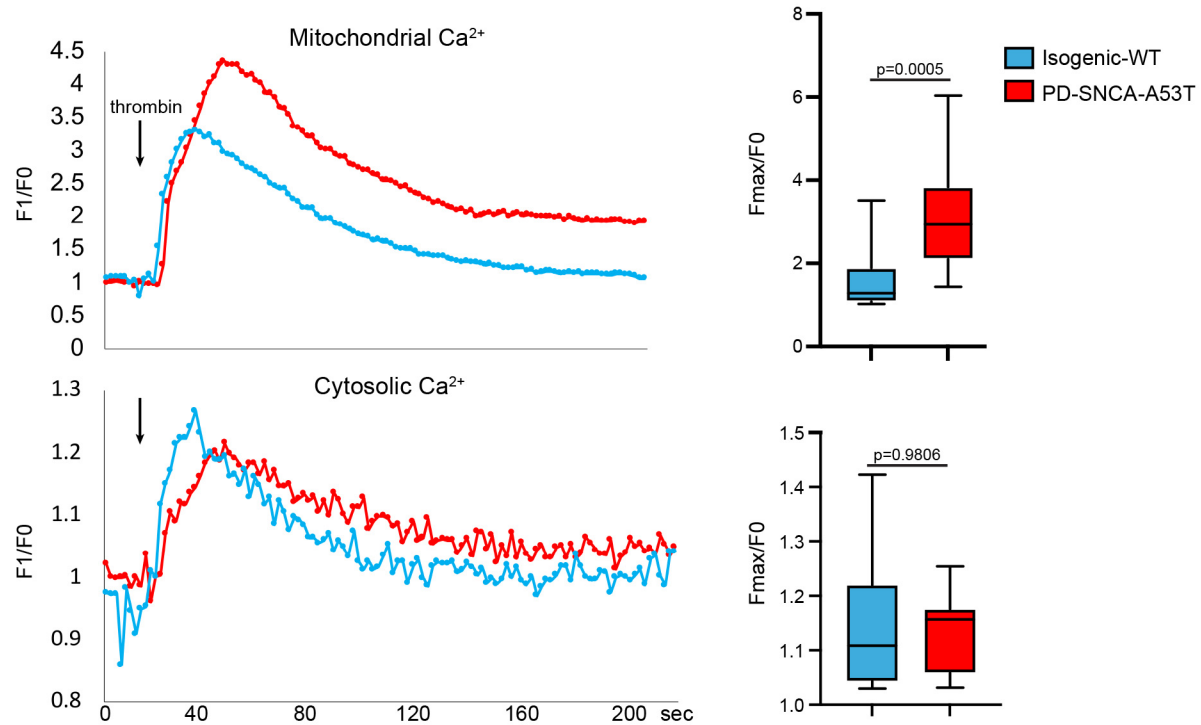 Mitochondrial Ca²⁺
F1/F0
4.5
4
3.5
3
2.5
2
1.5
1
0.5
0
thrombin
Fmax/F0
8
6
4
2
0
p=0.0005
Isogenic-WT
PD-SNCA-A53T
Cytosolic Ca²⁺
F1/F0
1.3
1.2
1.1
1
0.9
0.8
0 40 80 120 160 200 sec
Fmax/F0
1.5
1.4
1.3
1.2
1.1
1.0
p=0.9806